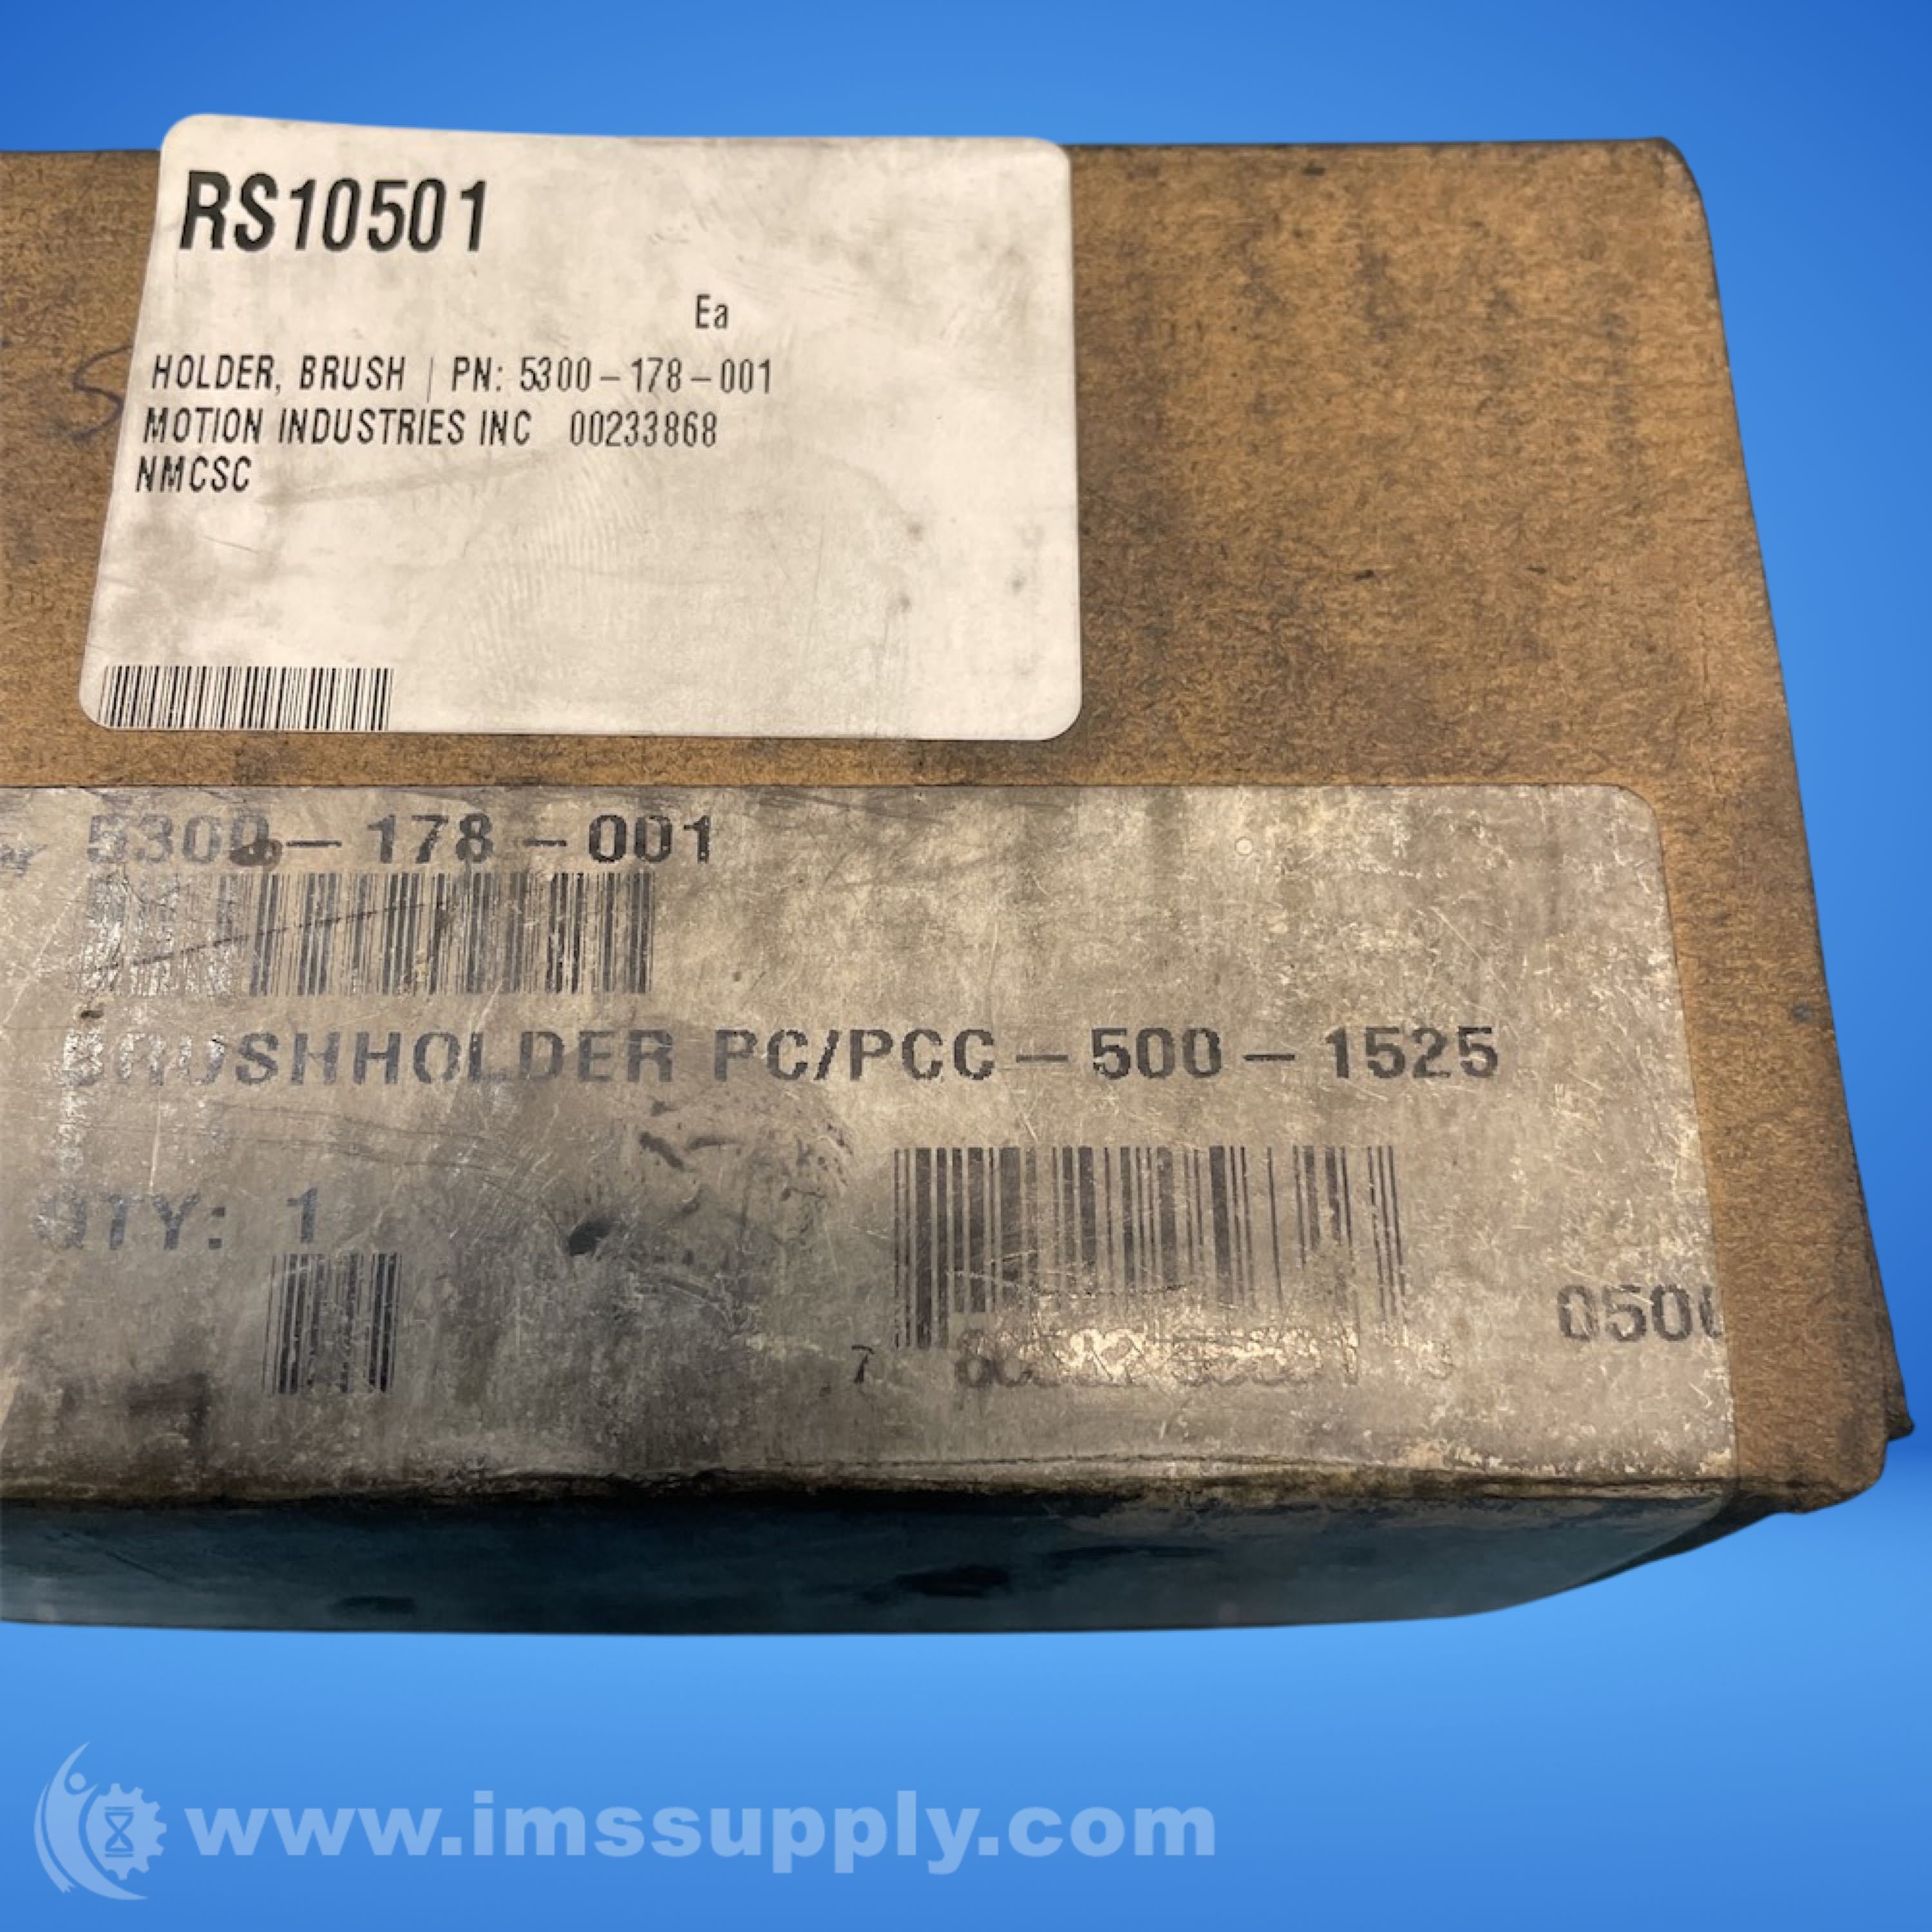 RS10501
Ea
HOLDER, BRUSH | PN: 5300-178-001
MOTION INDUSTRIES INC 00233868
NMCSC
5300-178-001
BRUSHHOLDER PC/PCC-500-1525
QTY: 1
www.imssupply.com